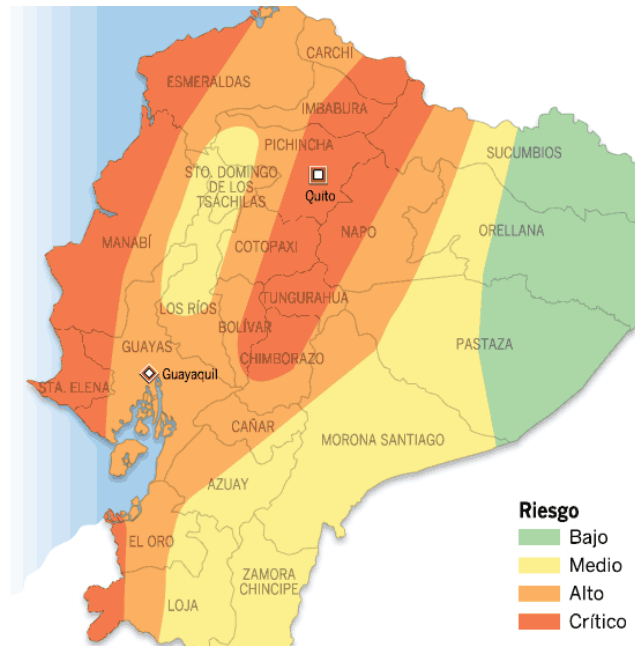 CARCHI
ESMERALDAS
IMBABURA
PICHINCHA
SUCUMBIOS
STO. DOMINGO
DE LOS
TSÁCHILAS
Quito
MANABÍ
COTOPAXI
NAPO
ORELLANA
LOS RÍOS
TUNGURAHUA
BOLÍVAR
GUAYAS
CHIMBORAZO
PASTAZA
STA. ELENA
Guayaquil
CAÑAR
MORONA SANTIAGO
AZUAY
EL ORO
ZAMORA
CHINCIPE
LOJA
Riesgo
Bajo
Medio
Alto
Crítico